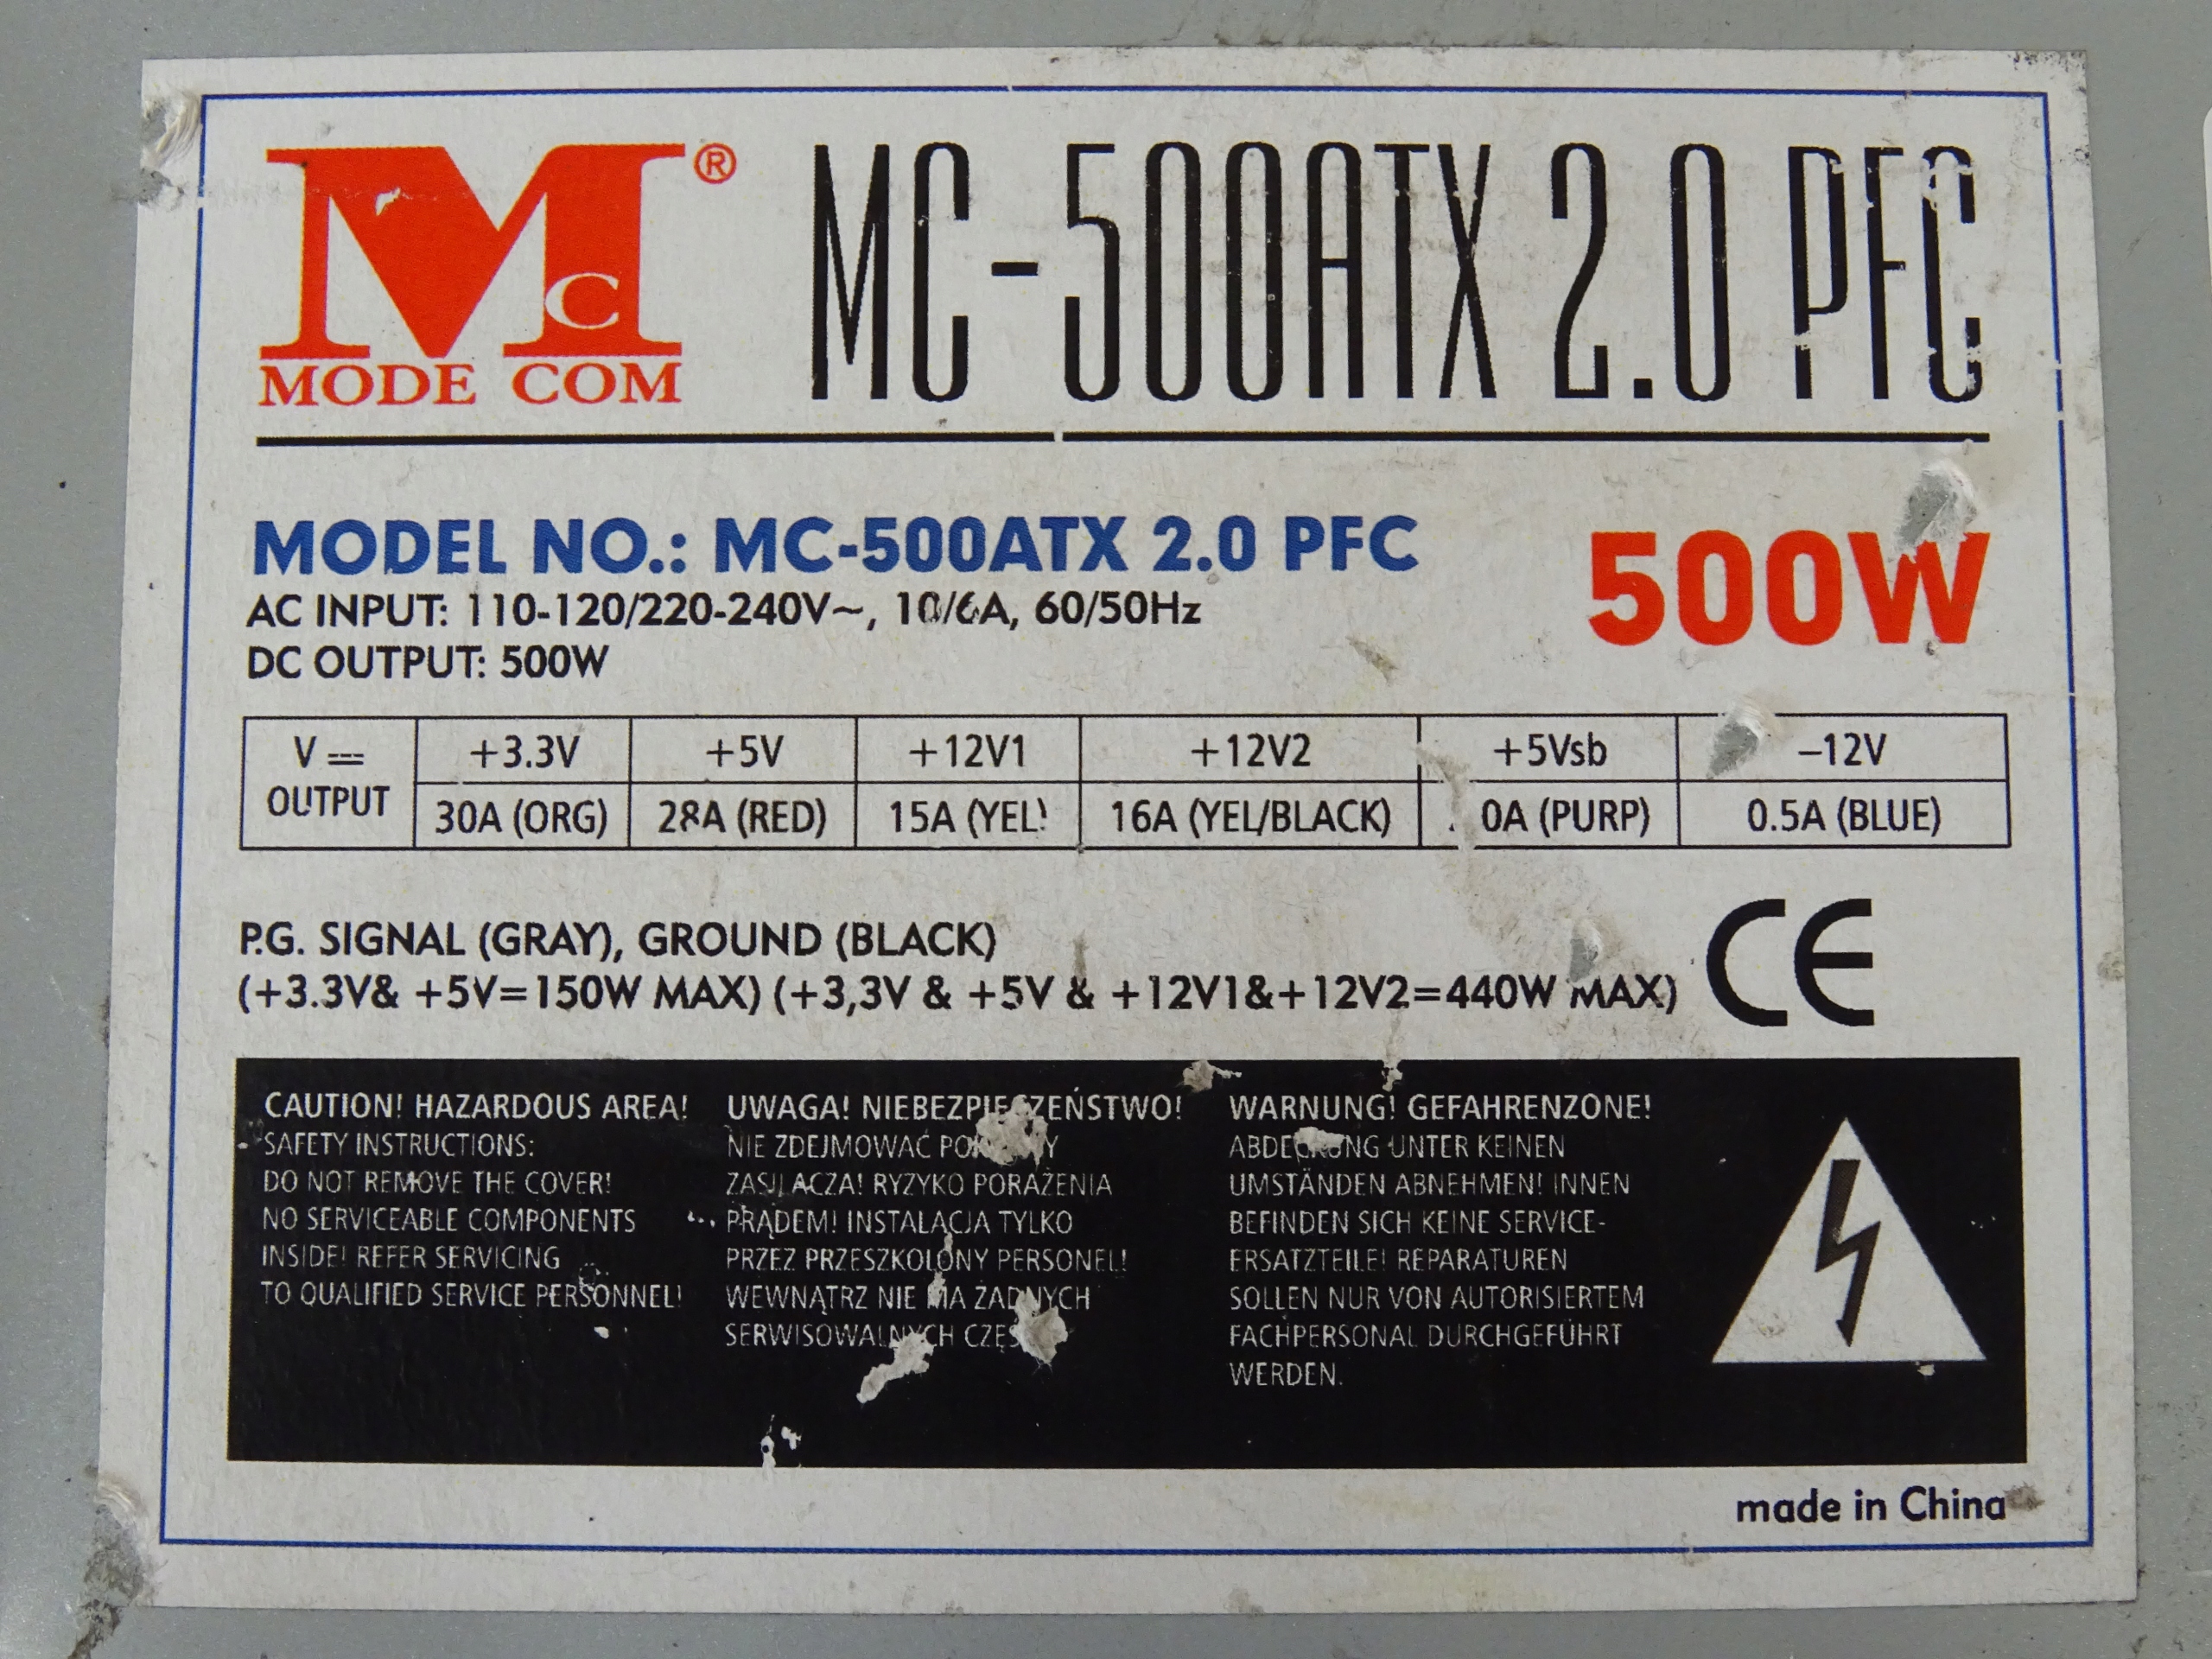 Mc ®
MODE COM
MC-500ATX 2.0 PFC
MODEL NO.: MC-500ATX 2.0 PFC
500W
AC INPUT: 110-120/220-240V~, 10/6A, 60/50Hz
DC OUTPUT: 500W
V⎓ OUTPUT
+3.3V +5V +12V1 +12V2 +5Vsb –12V
30A (ORG) 28A (RED) 15A (YEL) 16A (YEL/BLACK) (PURP) 0.5A (BLUE)
P.G. SIGNAL (GRAY), GROUND (BLACK)
(+3.3V& +5V=150W MAX) (+3,3V & +5V & +12V1&+12V2=440W MAX)
CE
CAUTION! HAZARDOUS AREA!
SAFETY INSTRUCTIONS:
DO NOT REMOVE THE COVER!
NO SERVICEABLE COMPONENTS
INSIDE! REFER SERVICING
TO QUALIFIED SERVICE PERSONNEL!
UWAGA! NIEBEZPIECZEŃSTWO!
NIE ZDEJMOWAĆ POKRYWY
ZASILACZA! RYZYKO PORAŻENIA
PRĄDEM! INSTALACJA TYLKO
PRZEZ PRZESZKOLONY PERSONEL!
WEWNĄTRZ NIE MA ŻADNYCH
SERWISOWALNYCH
WARNUNG! GEFAHRENZONE!
ABDECKUNG UNTER KEINEN
UMSTÄNDEN ABNEHMEN! INNEN
BEFINDEN SICH KEINE SERVICE-
ERSATZTEILE! REPARATUREN
SOLLEN NUR VON AUTORISIERTEM
FACHPERSONAL DURCHGEFÜHRT
WERDEN.
made in China